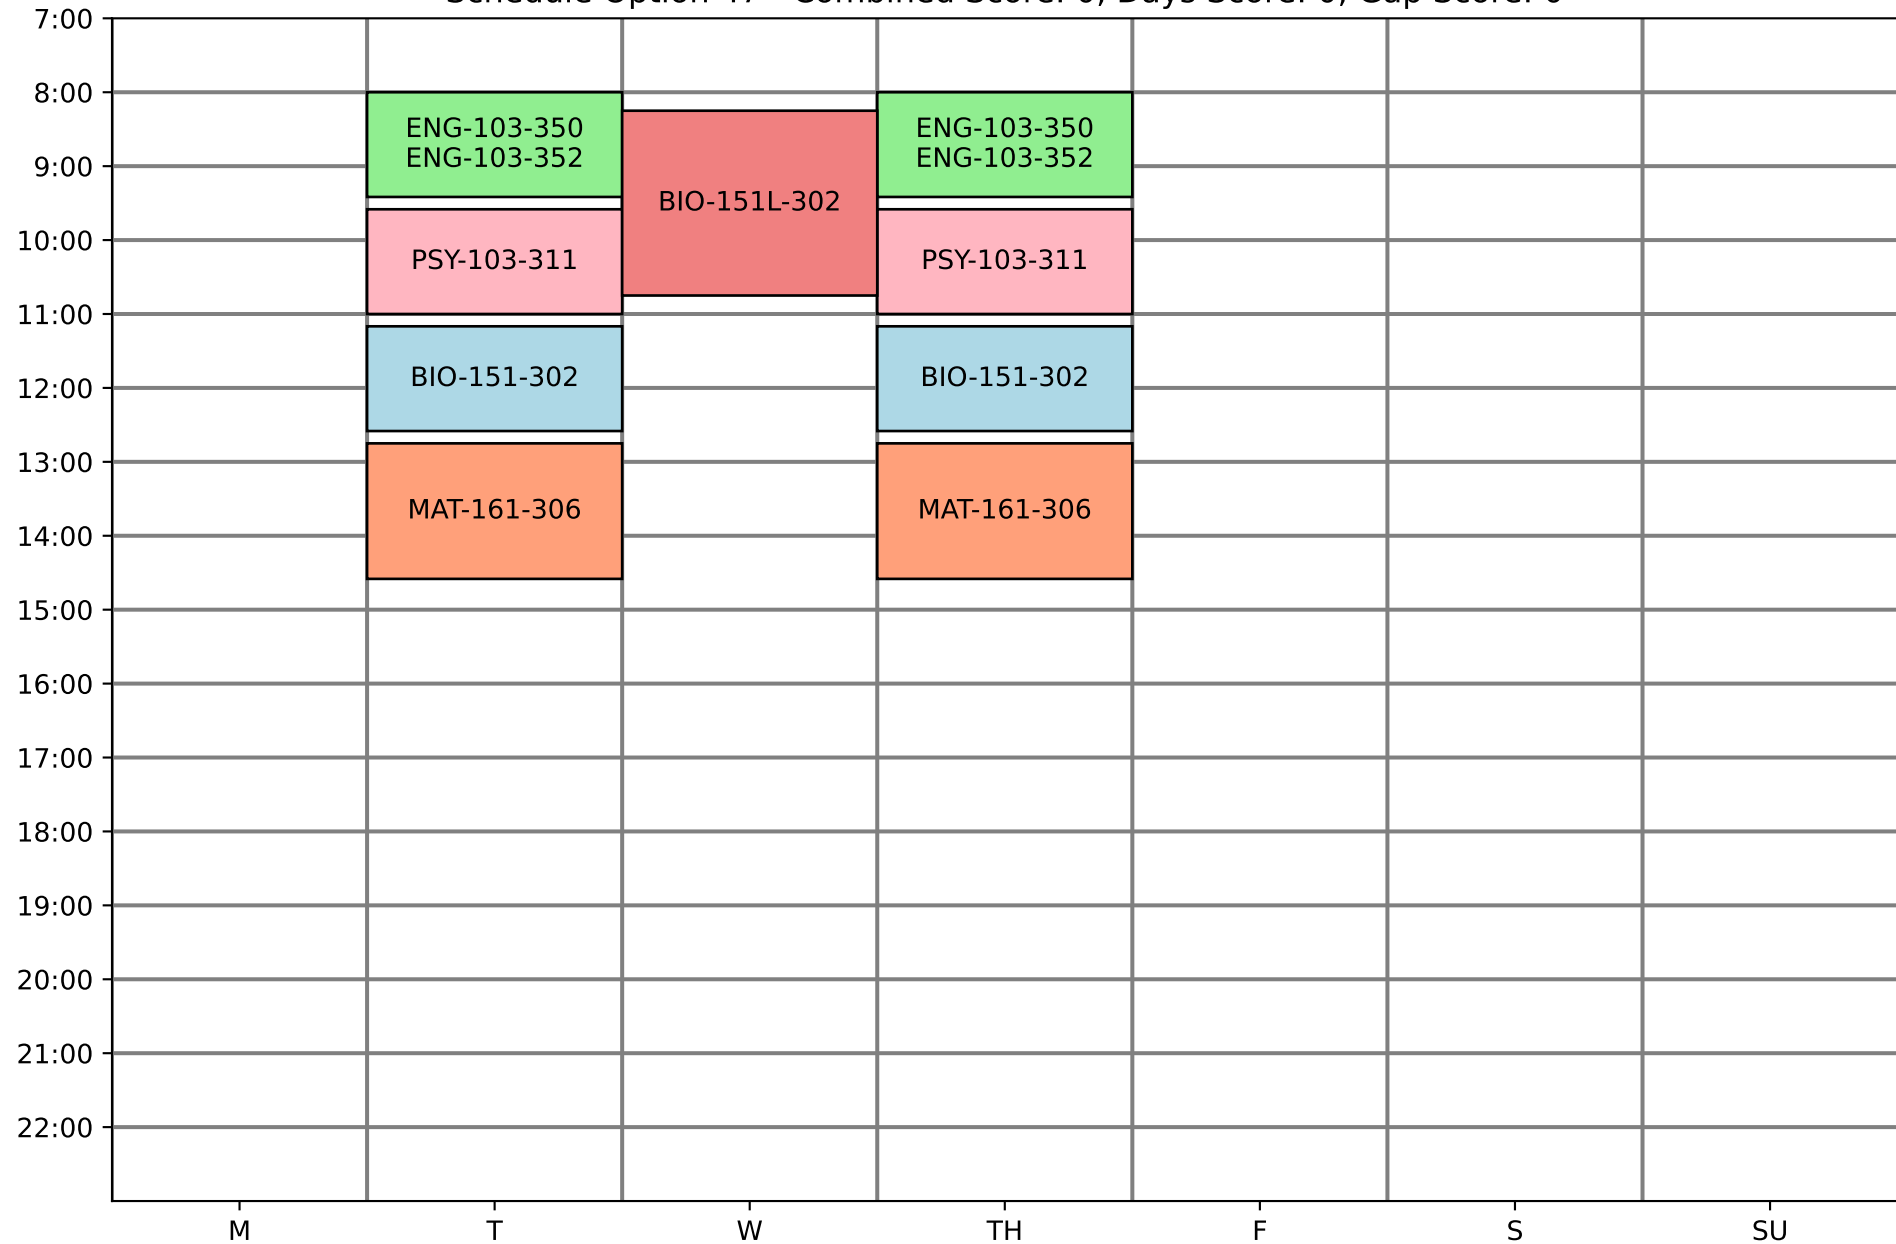 7:00
8:00
ENG-103-350
ENG-103-352
ENG-103-350
ENG-103-352
BIO-151L-302
9:00
10:00
PSY-103-311
PSY-103-311
11:00
12:00
BIO-151-302
BIO-151-302
13:00
MAT-161-306
MAT-161-306
14:00
15:00
16:00
17:00
18:00
19:00
20:00
21:00
22:00
M T W TH F S SU